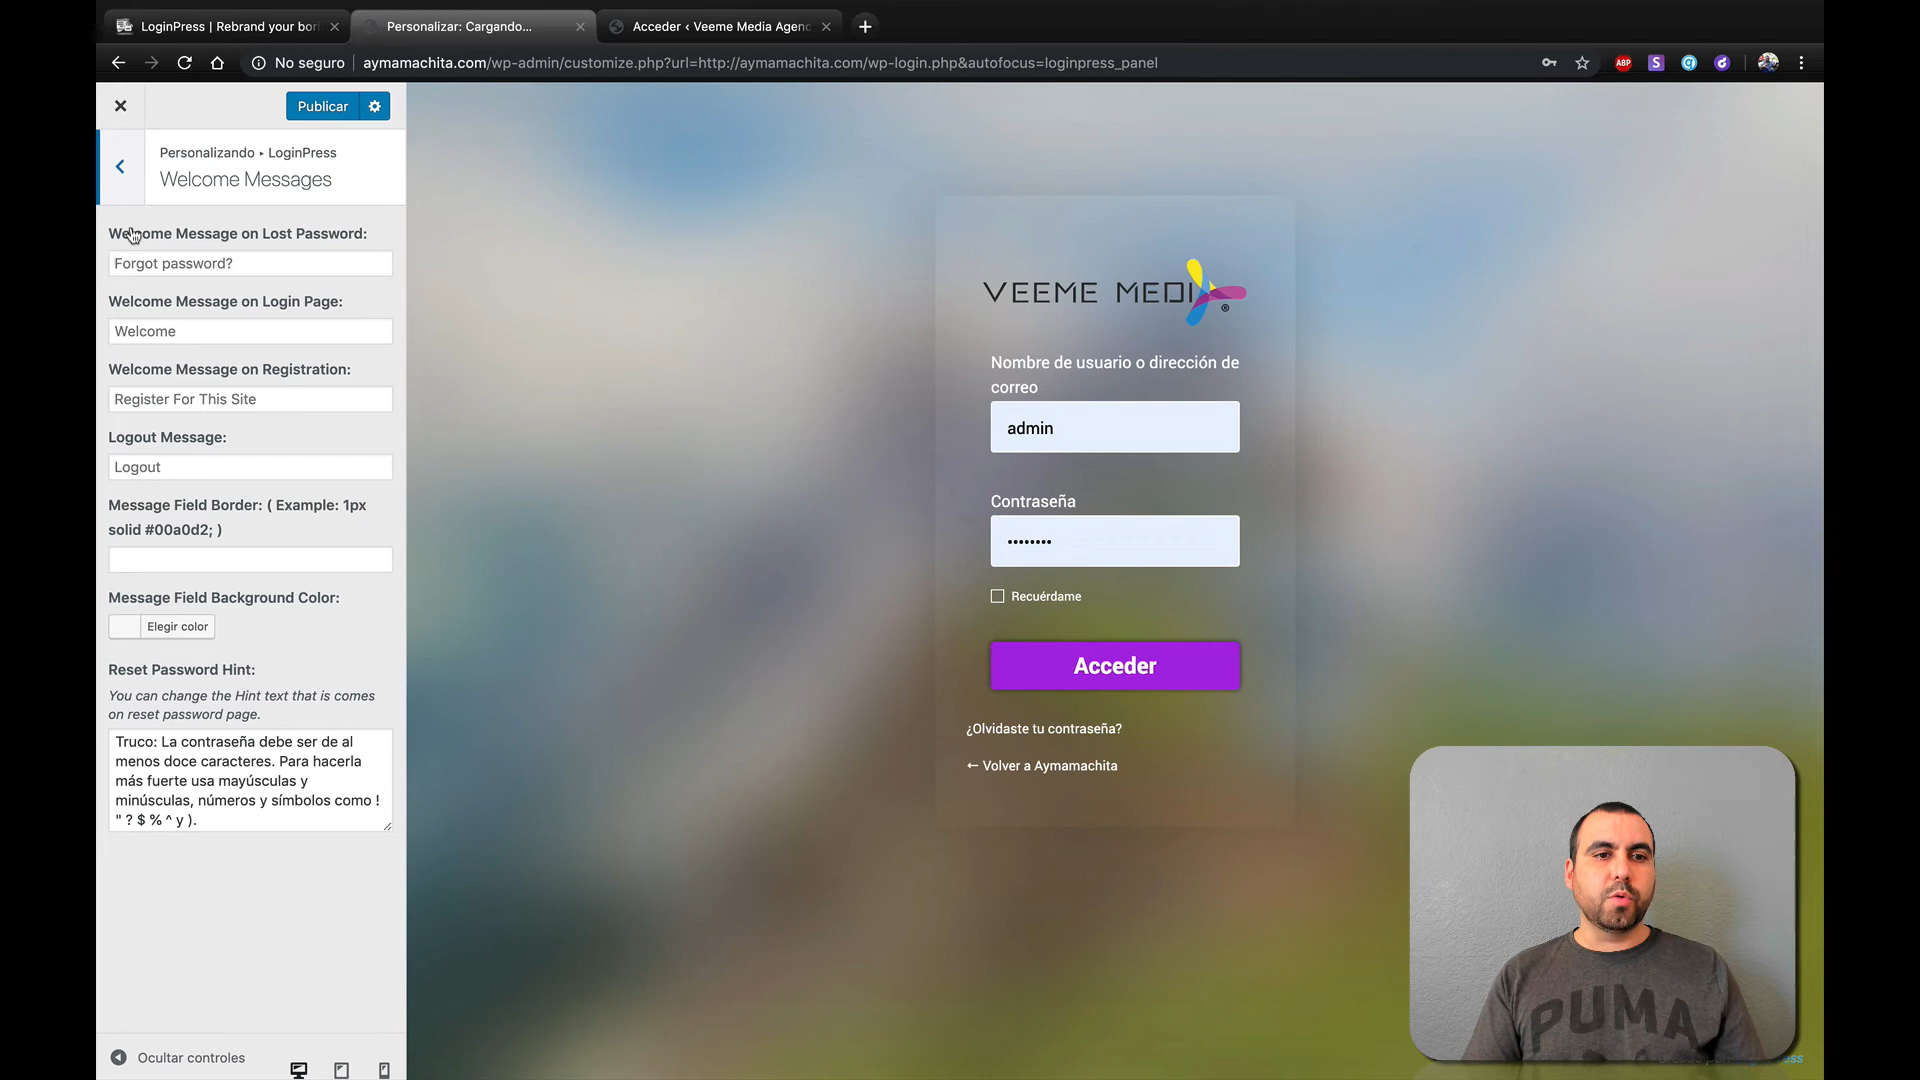 LoginPress | Rebrand your bori
Personalizar: Cargando...
Acceder ‹ Veeme Media Agenc
No seguro
aymamachita.com/wp-admin/customize.php?url=http://aymamachita.com/wp-login.php&autofocus=loginpress_panel
ABP
S
Publicar
Personalizando ▸ LoginPress
Welcome Messages
Welcome Message on Lost Password:
Forgot password?
Welcome Message on Login Page:
Welcome
Welcome Message on Registration:
Register For This Site
Logout Message:
Logout
Message Field Border: ( Example: 1px
solid #00a0d2; )
Message Field Background Color:
Elegir color
Reset Password Hint:
You can change the Hint text that is comes
on reset password page.
Truco: La contraseña debe ser de al
menos doce caracteres. Para hacerla
más fuerte usa mayúsculas y
minúsculas, números y símbolos como !
" ? $ % ^ y ).
Ocultar controles
VEEME MEDI
®
Nombre de usuario o dirección de
correo
admin
Contraseña
••••••••
Recuérdame
Acceder
¿Olvidaste tu contraseña?
← Volver a Aymamachita
PUMA